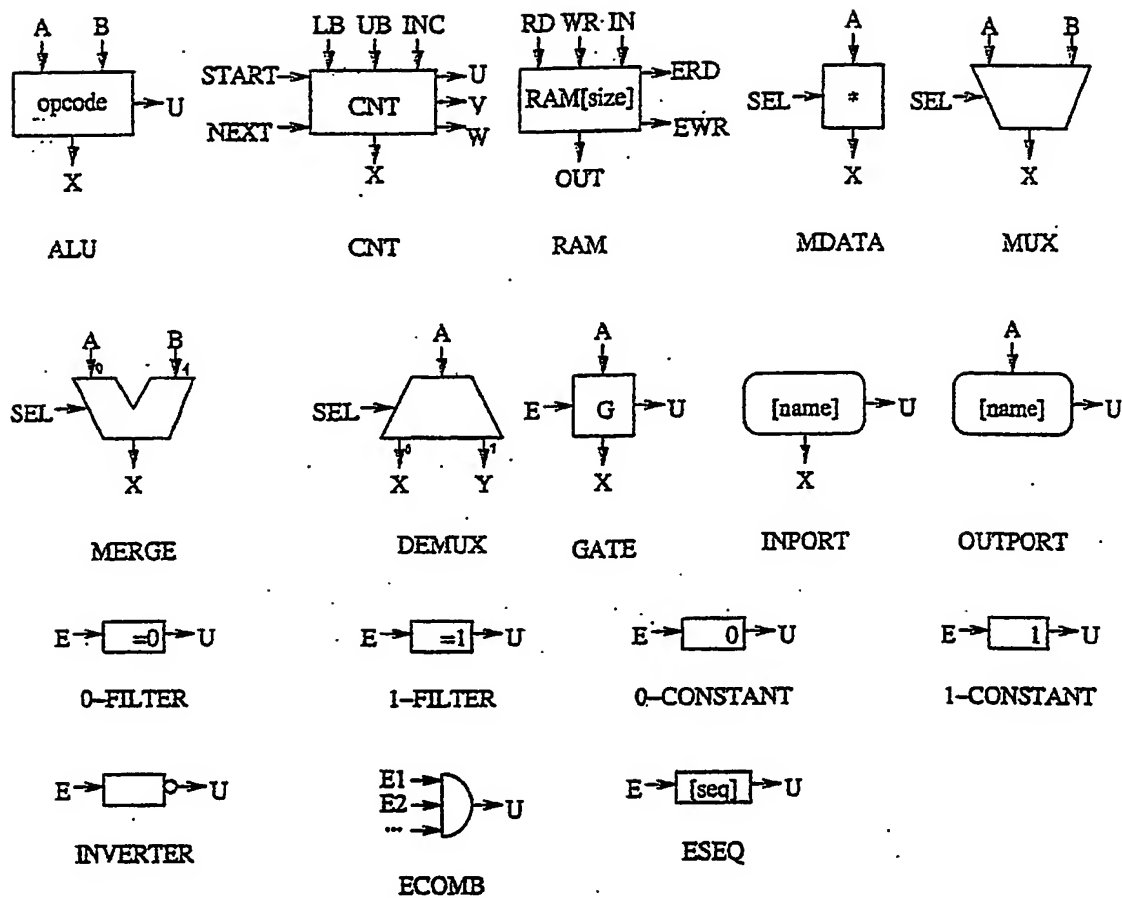 A B LB UB INC RD WR IN A A B
START U ERD
opcode U CNT V RAM[size] SEL * SEL
NEXT W EWR
X X OUT X X
ALU CNT RAM MDATA MUX
A B A A A
0 1
SEL SEL E G U [name] U [name] U
0 1
X X Y X X
MERGE DEMUX GATE INPORT OUTPORT
E =0 U E =1 U E 0 U E 1 U
0-FILTER 1-FILTER 0-CONSTANT 1-CONSTANT
E U E1 E2 ... U E [seq] U
INVERTER ECOMB ESEQ